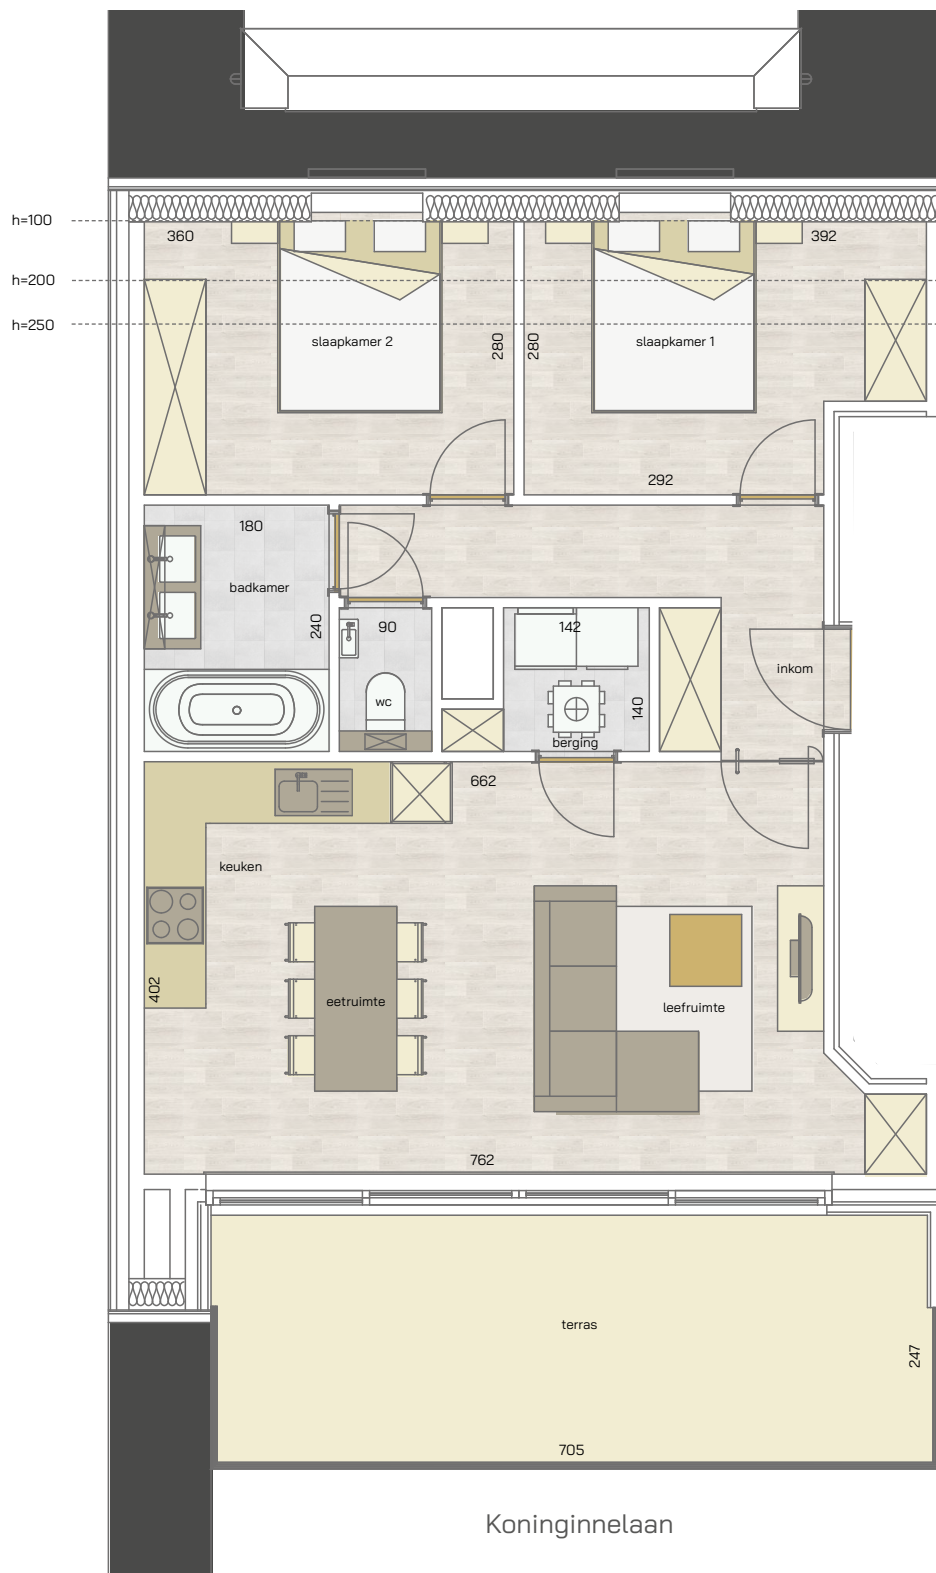 h=100
360
392
h=200
h=250
slaapkamer 2
280
280
slaapkamer 1
292
180
badkamer
240
90
142
inkom
wc
140
berging
662
keuken
402
eetruimte
leefruimte
762
terras
247
705
Koninginnelaan